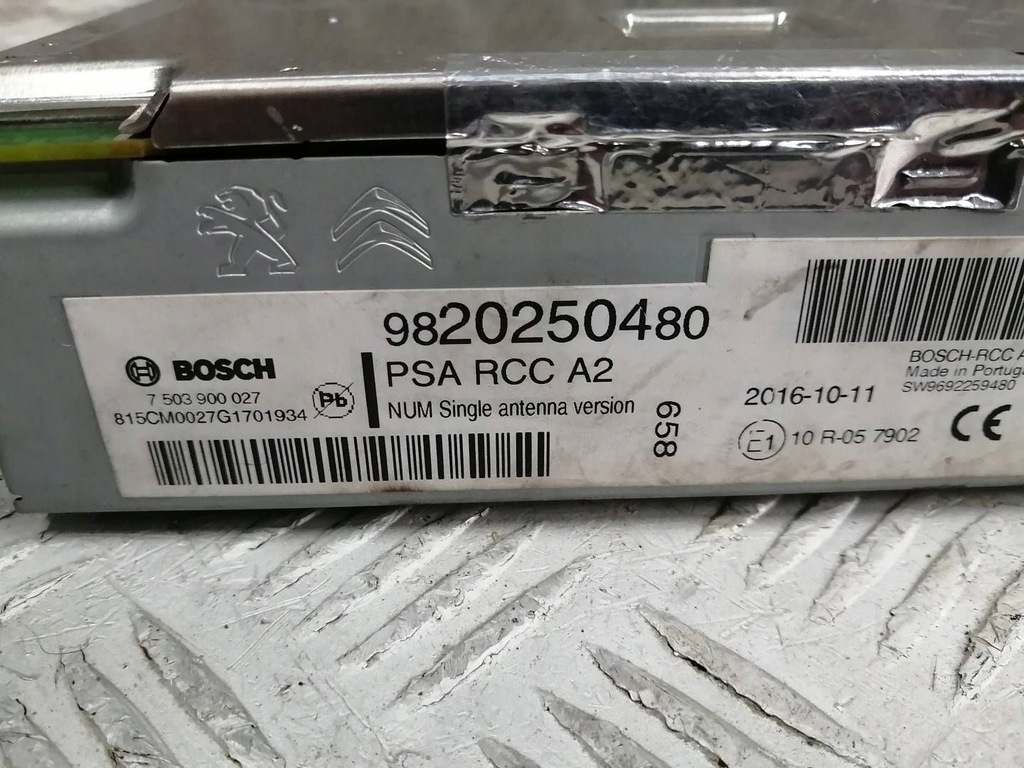 9820250480
BOSCH
PSA RCC A2
7 503 900 027
Pb
815CM0027G1701934
NUM Single antenna version
658
BOSCH-RCC
Made in
SW9692259480
2016-10-11
CE
E1 10 R-05 7902